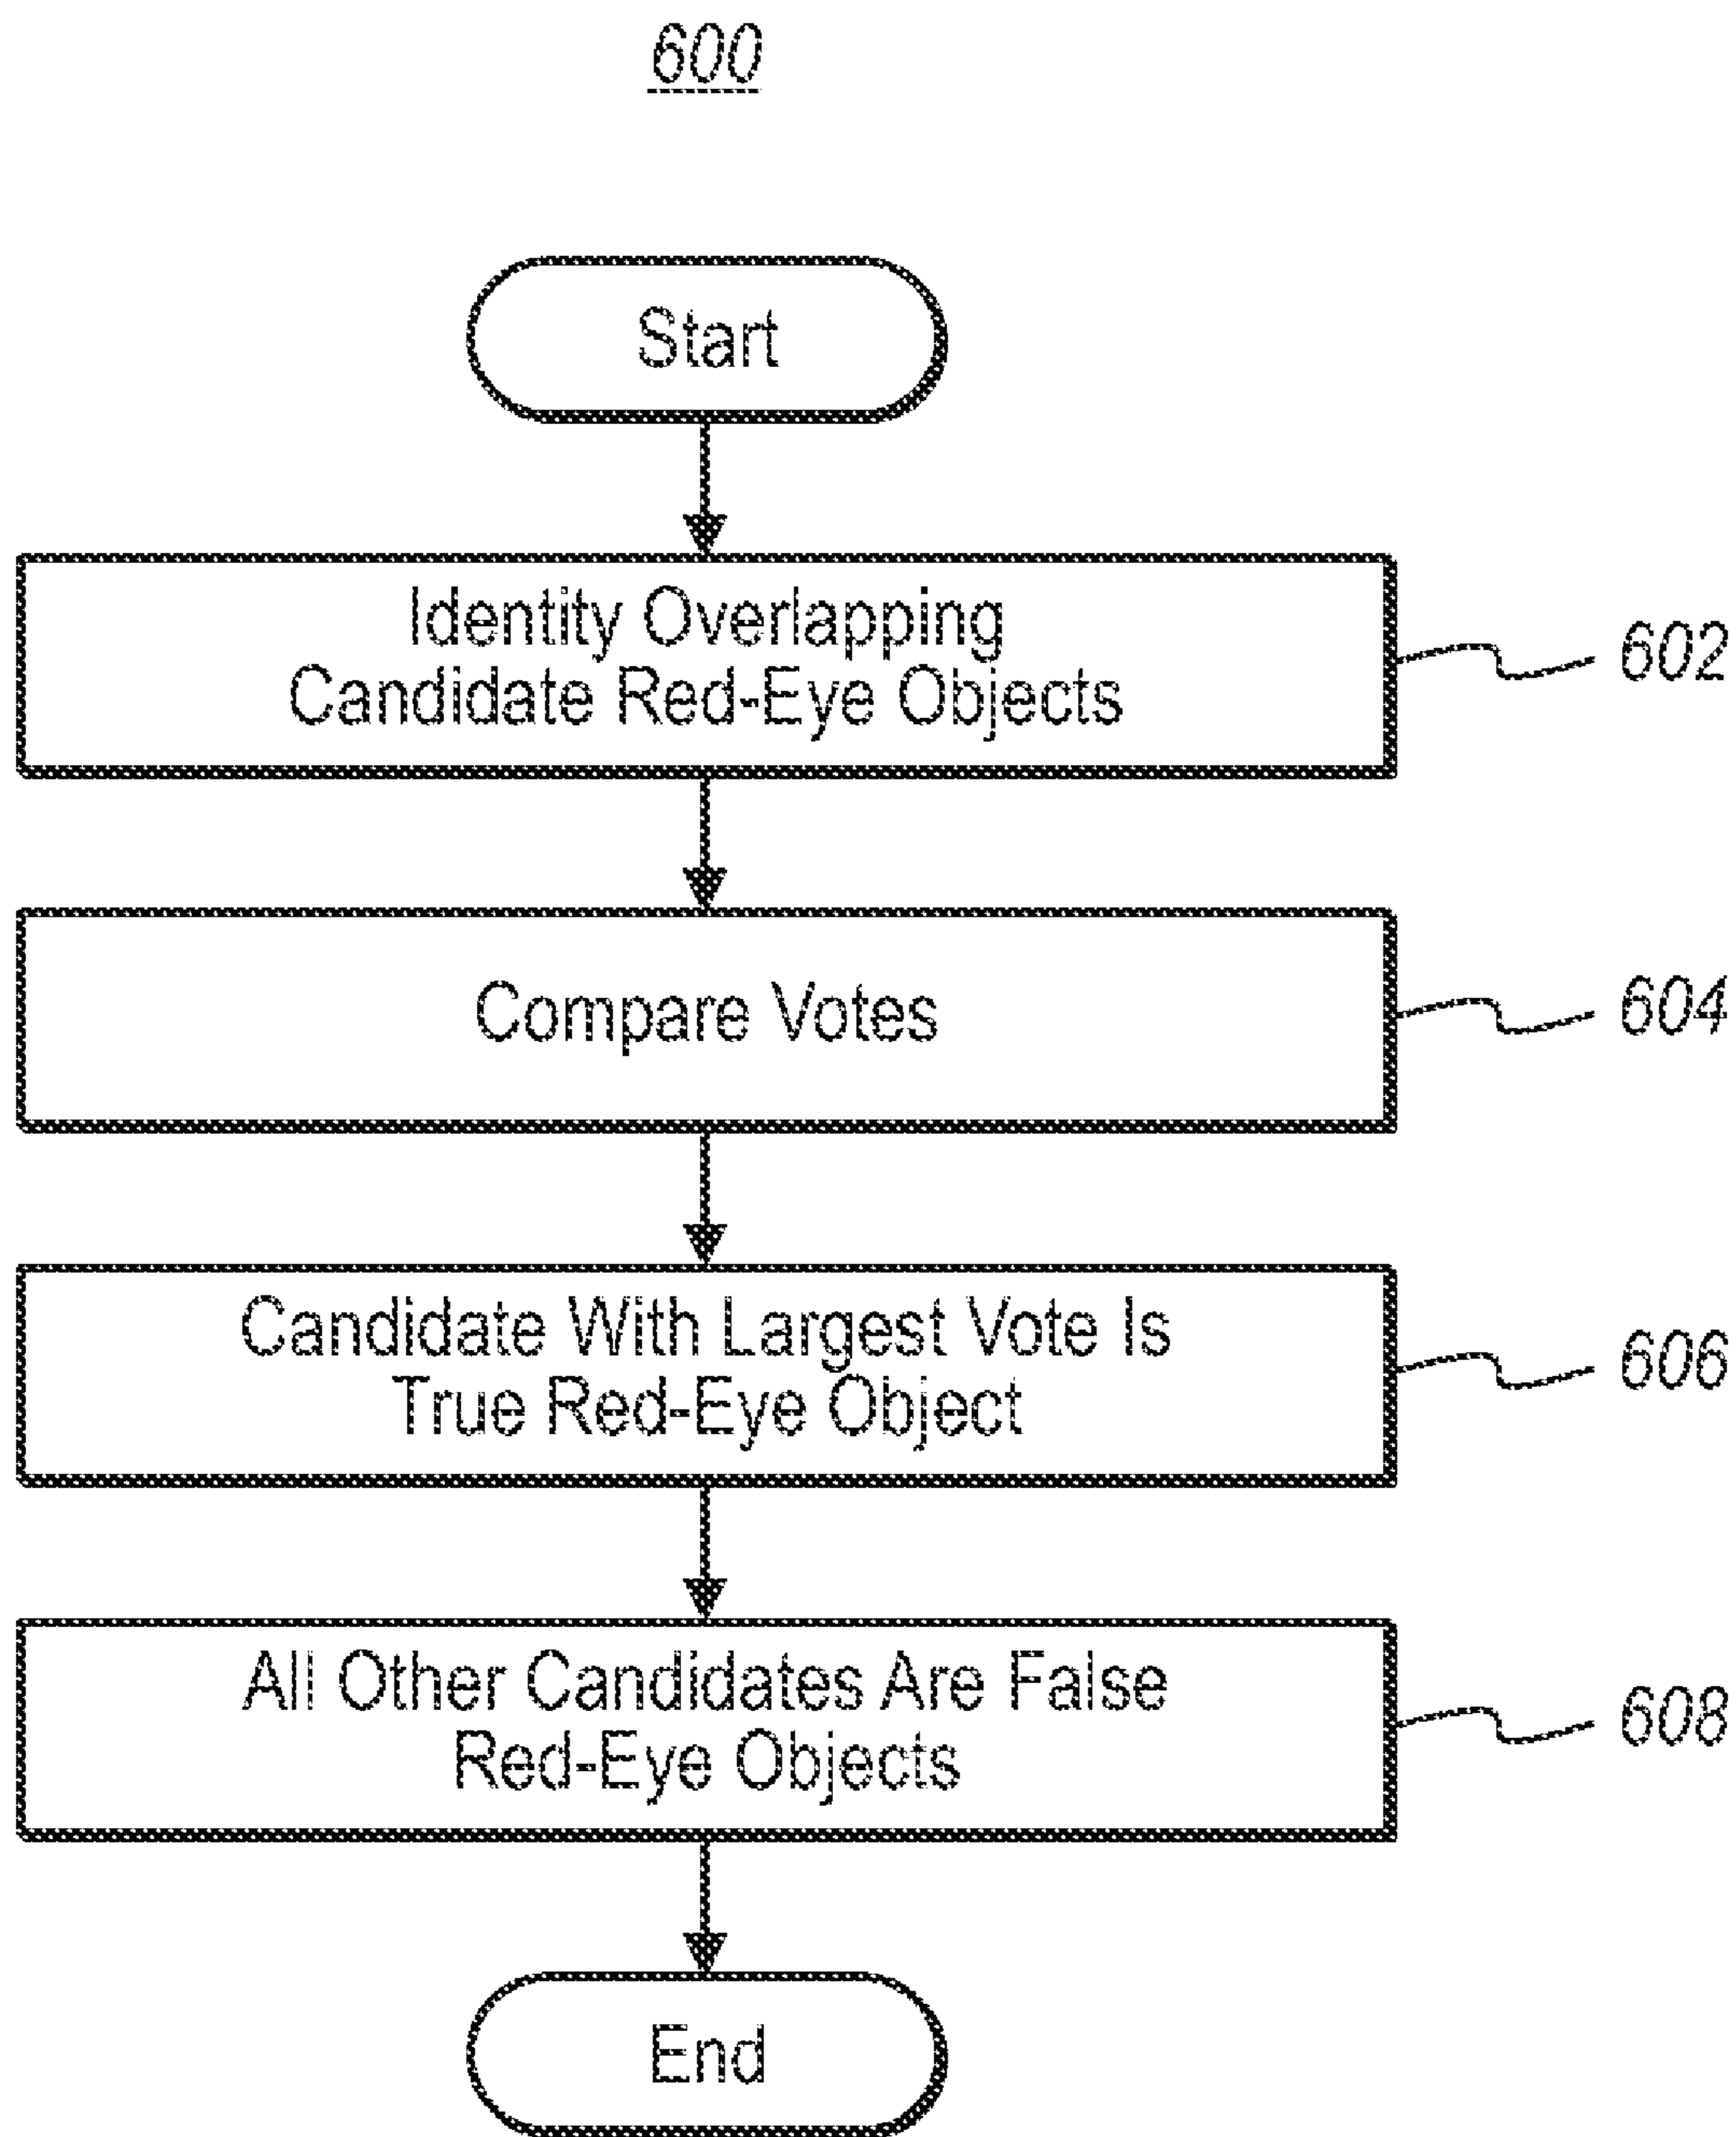 600
Start
Identity Overlapping
Candidate Red-Eye Objects
602
Compare Votes
604
Candidate With Largest Vote Is
True Red-Eye Object
606
All Other Candidates Are False
Red-Eye Objects
608
End